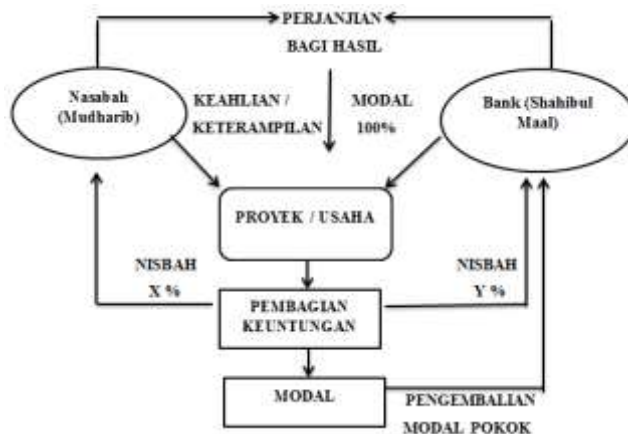 PERJANJIAN
BAGI HASIL
Nasabah
(Mudharib)
KEAHLIAN /
KETERAMPILAN
MODAL
100%
Bank (Shahibul
Maal)
PROYEK / USAHA
NISBAH
X %
NISBAH
Y %
PEMBAGIAN
KEUNTUNGAN
MODAL
PENGEMBALIAN
MODAL POKOK